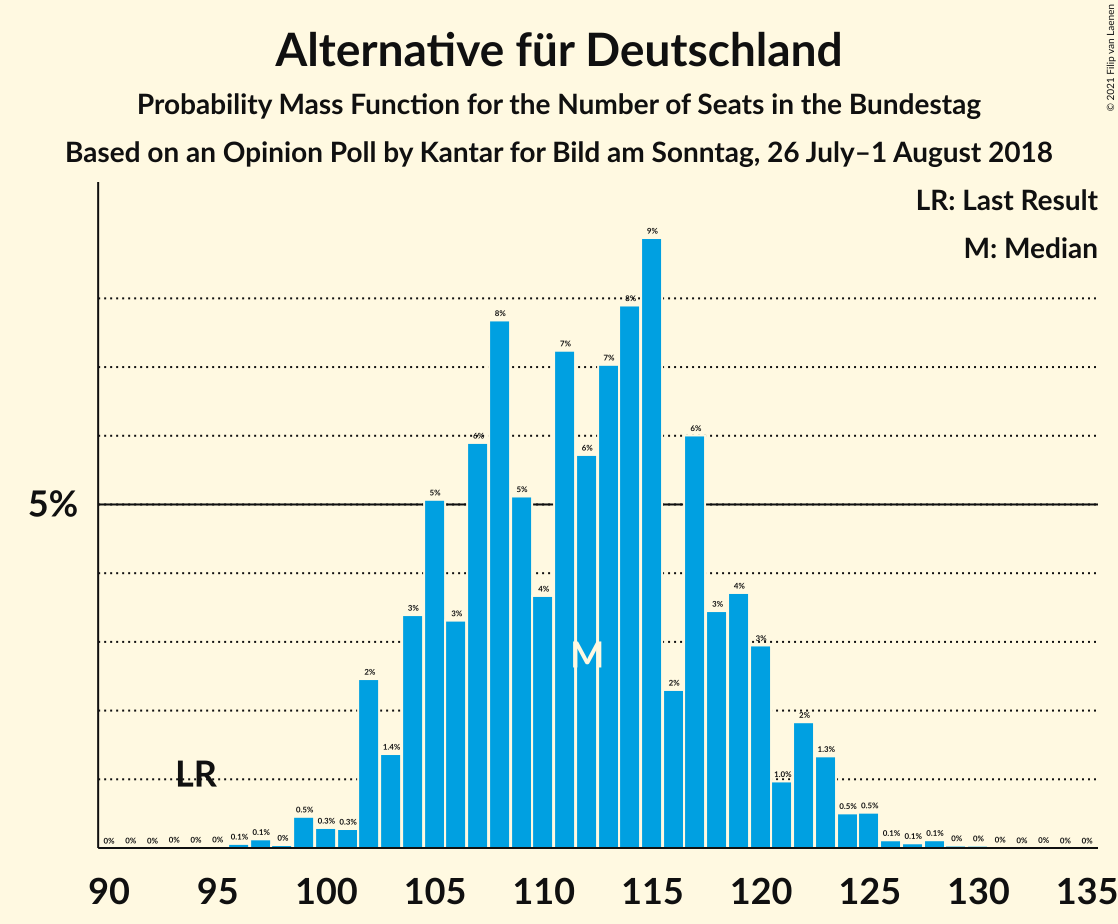 Alternative für Deutschland
Probability Mass Function for the Number of Seats in the Bundestag
Based on an Opinion Poll by Kantar for Bild am Sonntag, 26 July–1 August 2018
© 2021 Filip van Laenen
LR: Last Result
M: Median
5%
0% 0% 0% 0% 0% 0% 0.1% 0.1% 0% 0.5% 0.3% 0.3% 2% 1.4% 3% 5% 3% 6% 8% 5% 4% 7% 6% 7% 8% 9% 2% 6% 3% 4% 3% 1.0% 2% 1.3% 0.5% 0.5% 0.1% 0.1% 0.1% 0% 0% 0% 0% 0% 0% 0%
M
LR
90 95 100 105 110 115 120 125 130 135